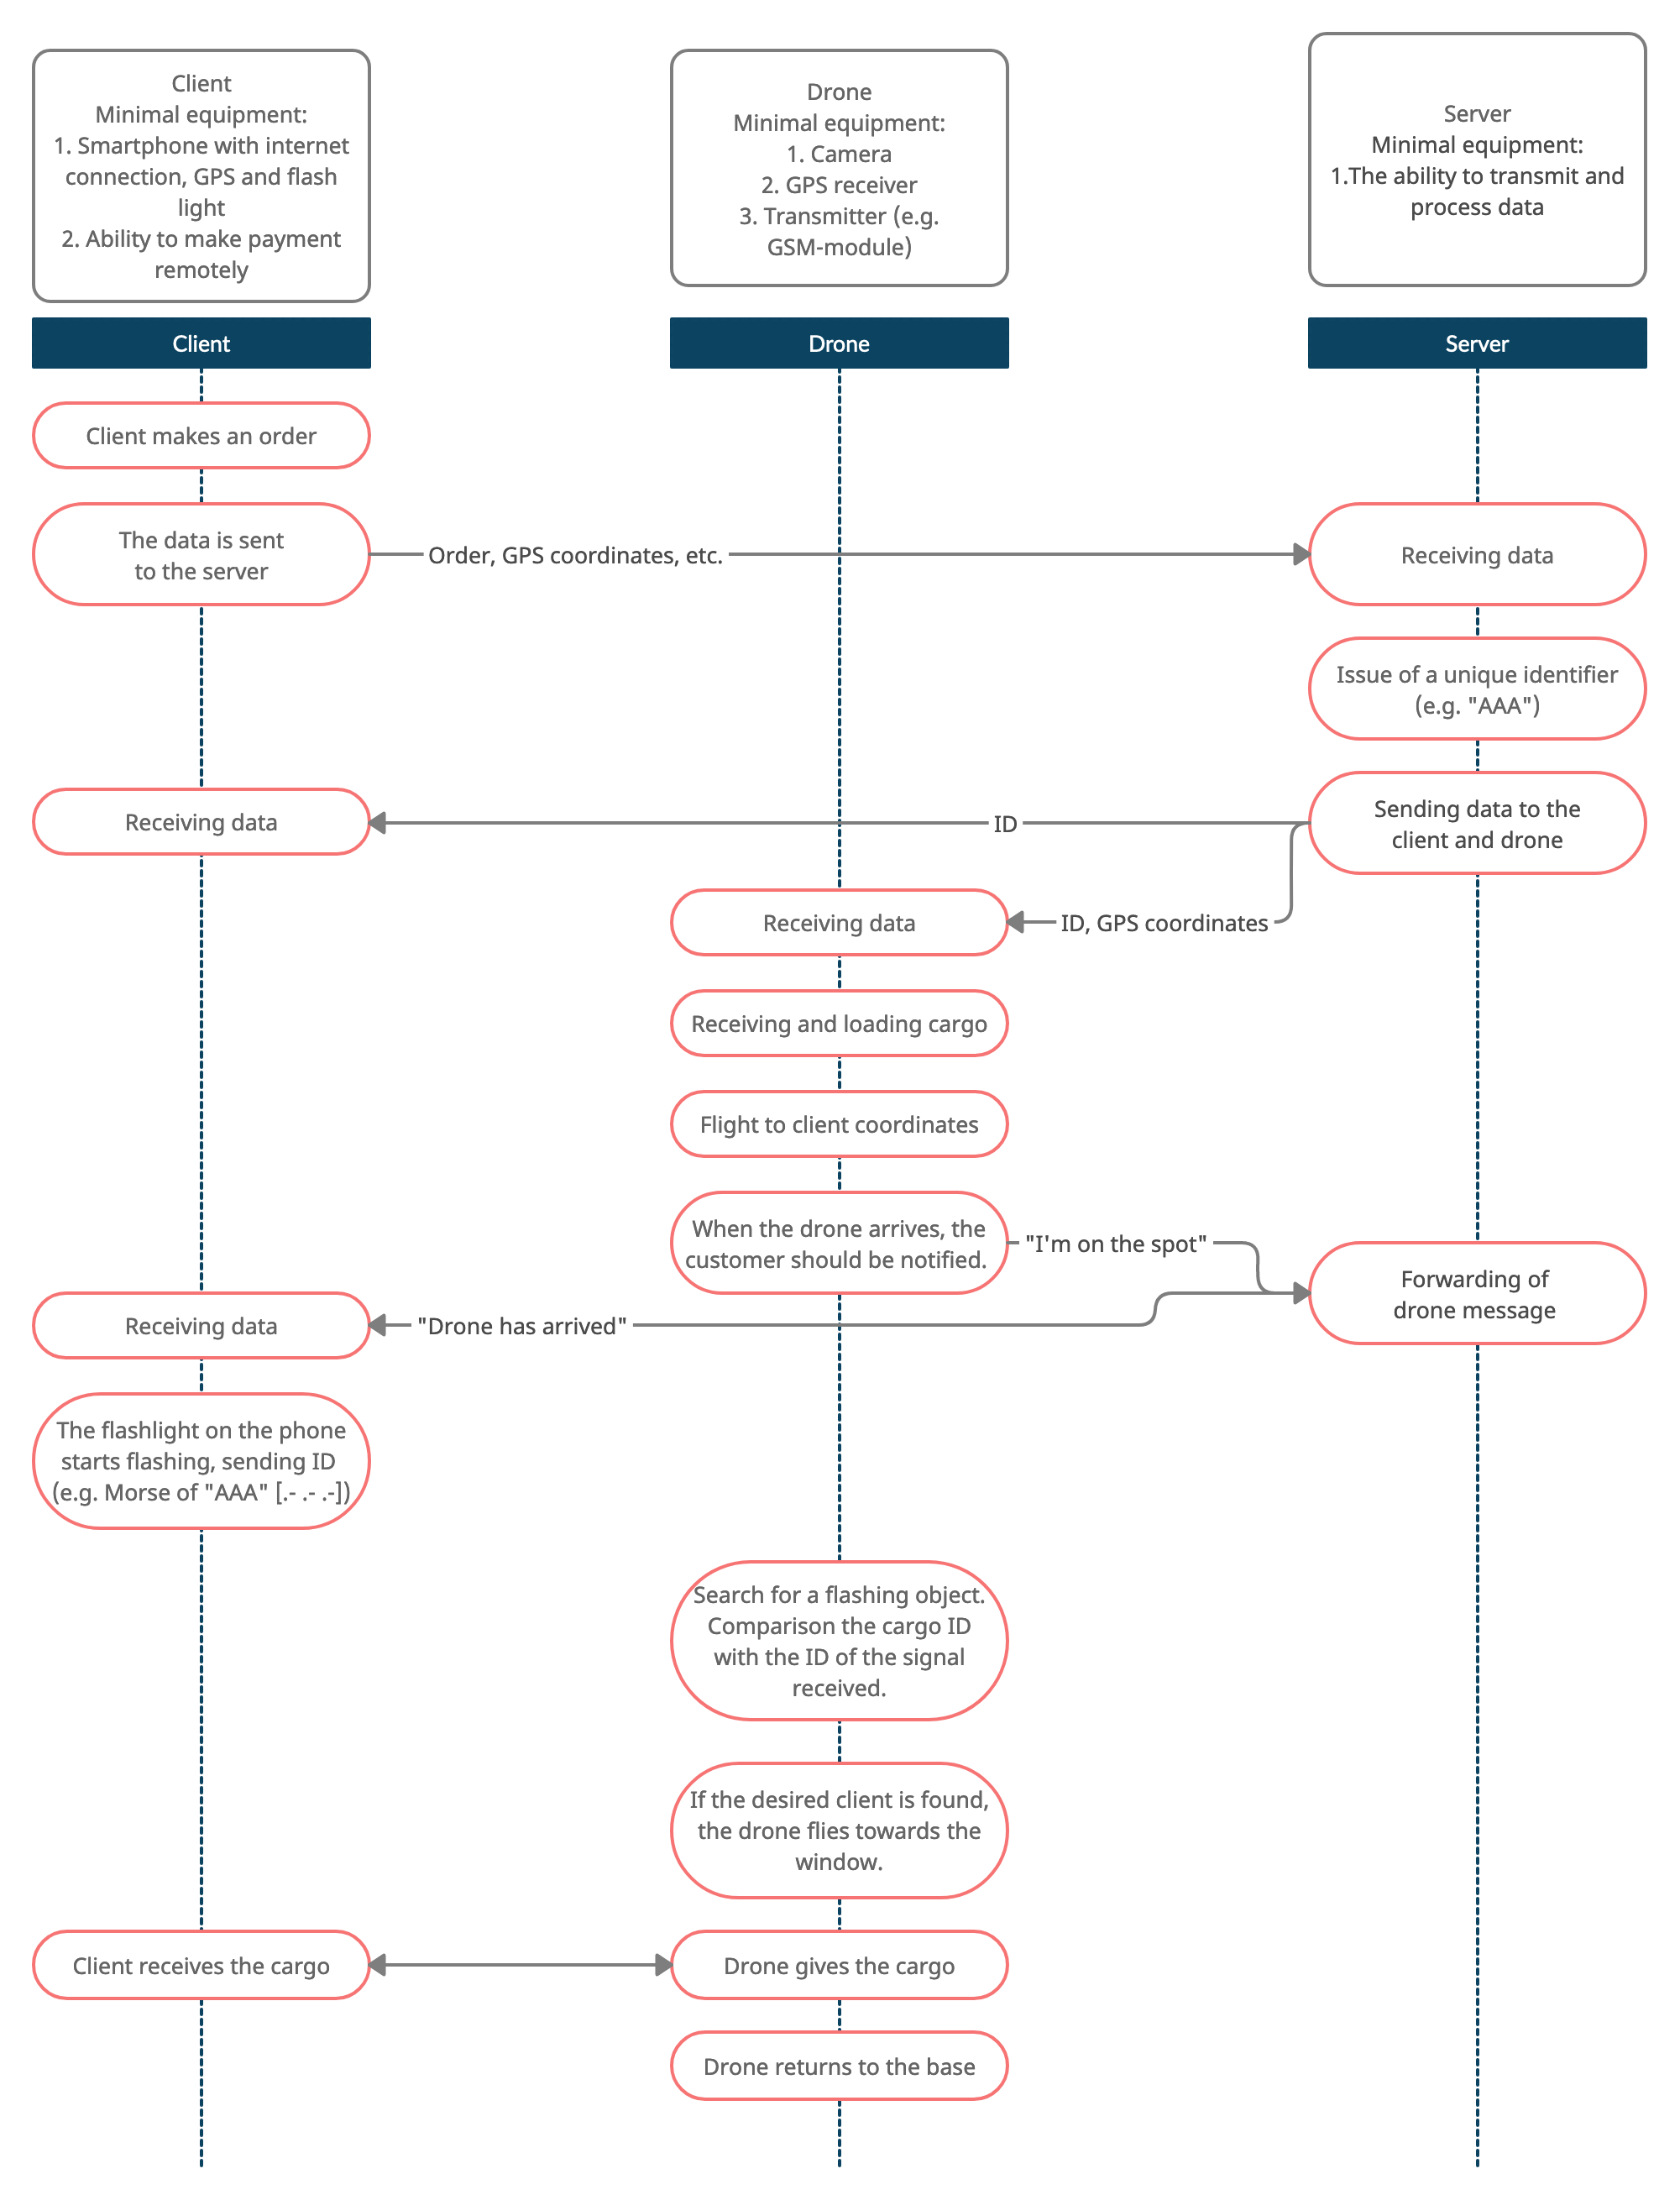 Client
Minimal equipment:
1. Smartphone with internet
connection, GPS and flash
light
2. Ability to make payment
remotely
Drone
Minimal equipment:
1. Camera
2. GPS receiver
3. Transmitter (e.g.
GSM-module)
Server
Minimal equipment:
1.The ability to transmit and
process data
Client
Drone
Server
Client makes an order
The data is sent
to the server
Order, GPS coordinates, etc.
Receiving data
Issue of a unique identifier
(e.g. "AAA")
Sending data to the
client and drone
ID
Receiving data
ID, GPS coordinates
Receiving data
Receiving and loading cargo
Flight to client coordinates
When the drone arrives, the
customer should be notified.
"I'm on the spot"
Forwarding of
drone message
"Drone has arrived"
Receiving data
The flashlight on the phone
starts flashing, sending ID
(e.g. Morse of "AAA" [.- .- .-])
Search for a flashing object.
Comparison the cargo ID
with the ID of the signal
received.
If the desired client is found,
the drone flies towards the
window.
Client receives the cargo
Drone gives the cargo
Drone returns to the base